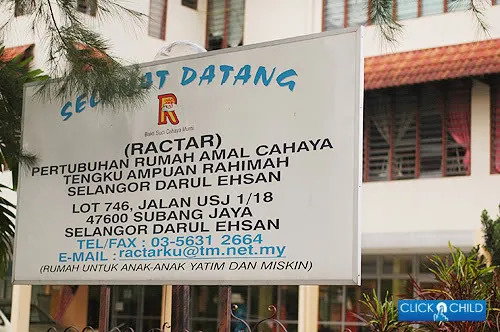 SELAMAT DATANG
R
Bakti Suci Cahaya Murni
(RACTAR)
PERTUBUHAN RUMAH AMAL CAHAYA
TENGKU AMPUAN RAHIMAH
SELANGOR DARUL EHSAN
LOT 746, JALAN USJ 1/18
47600 SUBANG JAYA
SELANGOR DARUL EHSAN
TEL/FAX : 03-5631 2664
E-MAIL : ractarku@tm.net.my
(RUMAH UNTUK ANAK-ANAK YATIM DAN MISKIN)
CLICK A CHILD